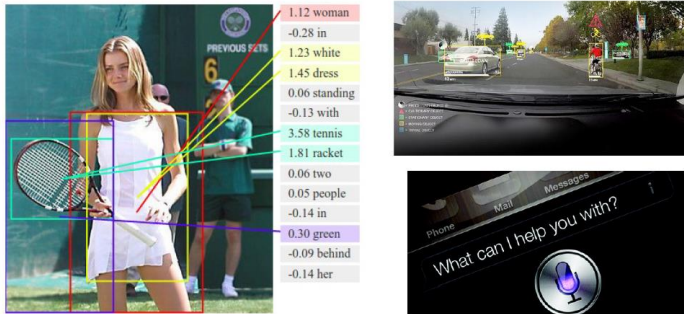 PREVIOUS SETS
6
1.12 woman
-0.28 in
1.23 white
1.45 dress
0.06 standing
-0.13 with
3.58 tennis
1.81 racket
0.06 two
0.05 people
-0.14 in
0.30 green
-0.09 behind
-0.14 her
Phone
Mail
Messages
What can I help you with?